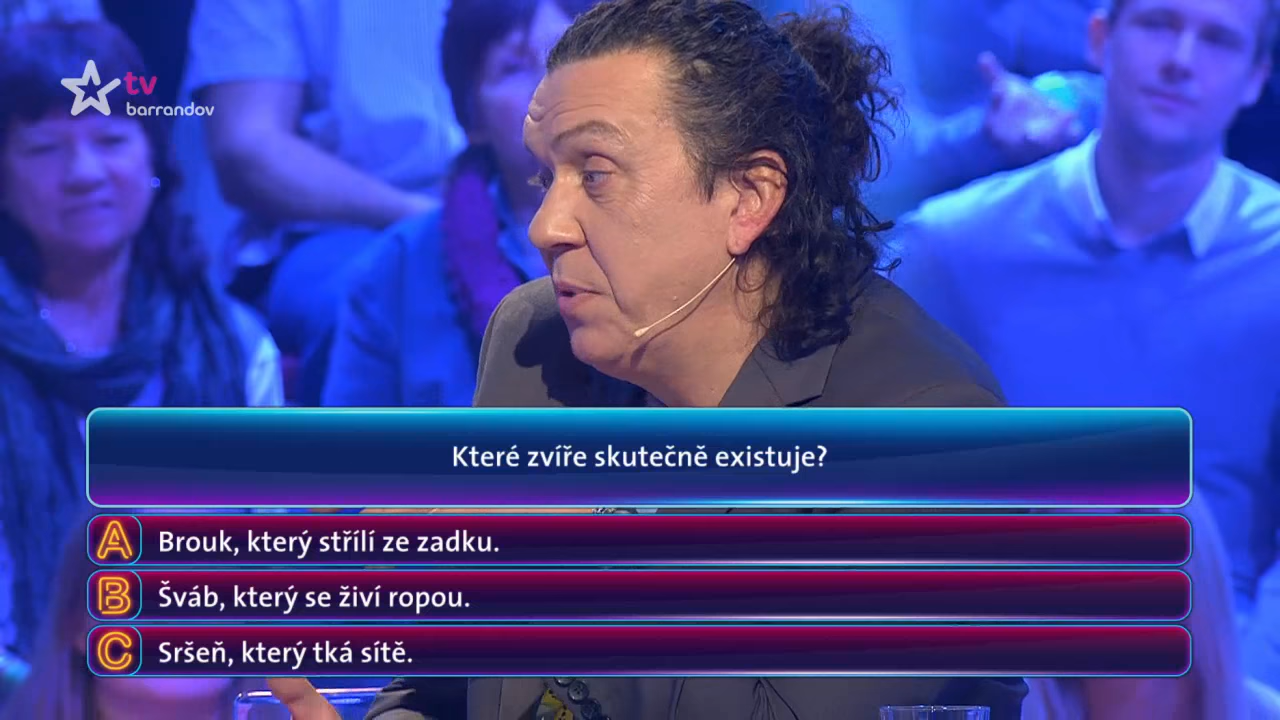 tv
barrandov
Které zvíře skutečně existuje?
A Brouk, který střílí ze zadku.
B Šváb, který se živí ropou.
C Sršeň, který tká sítě.